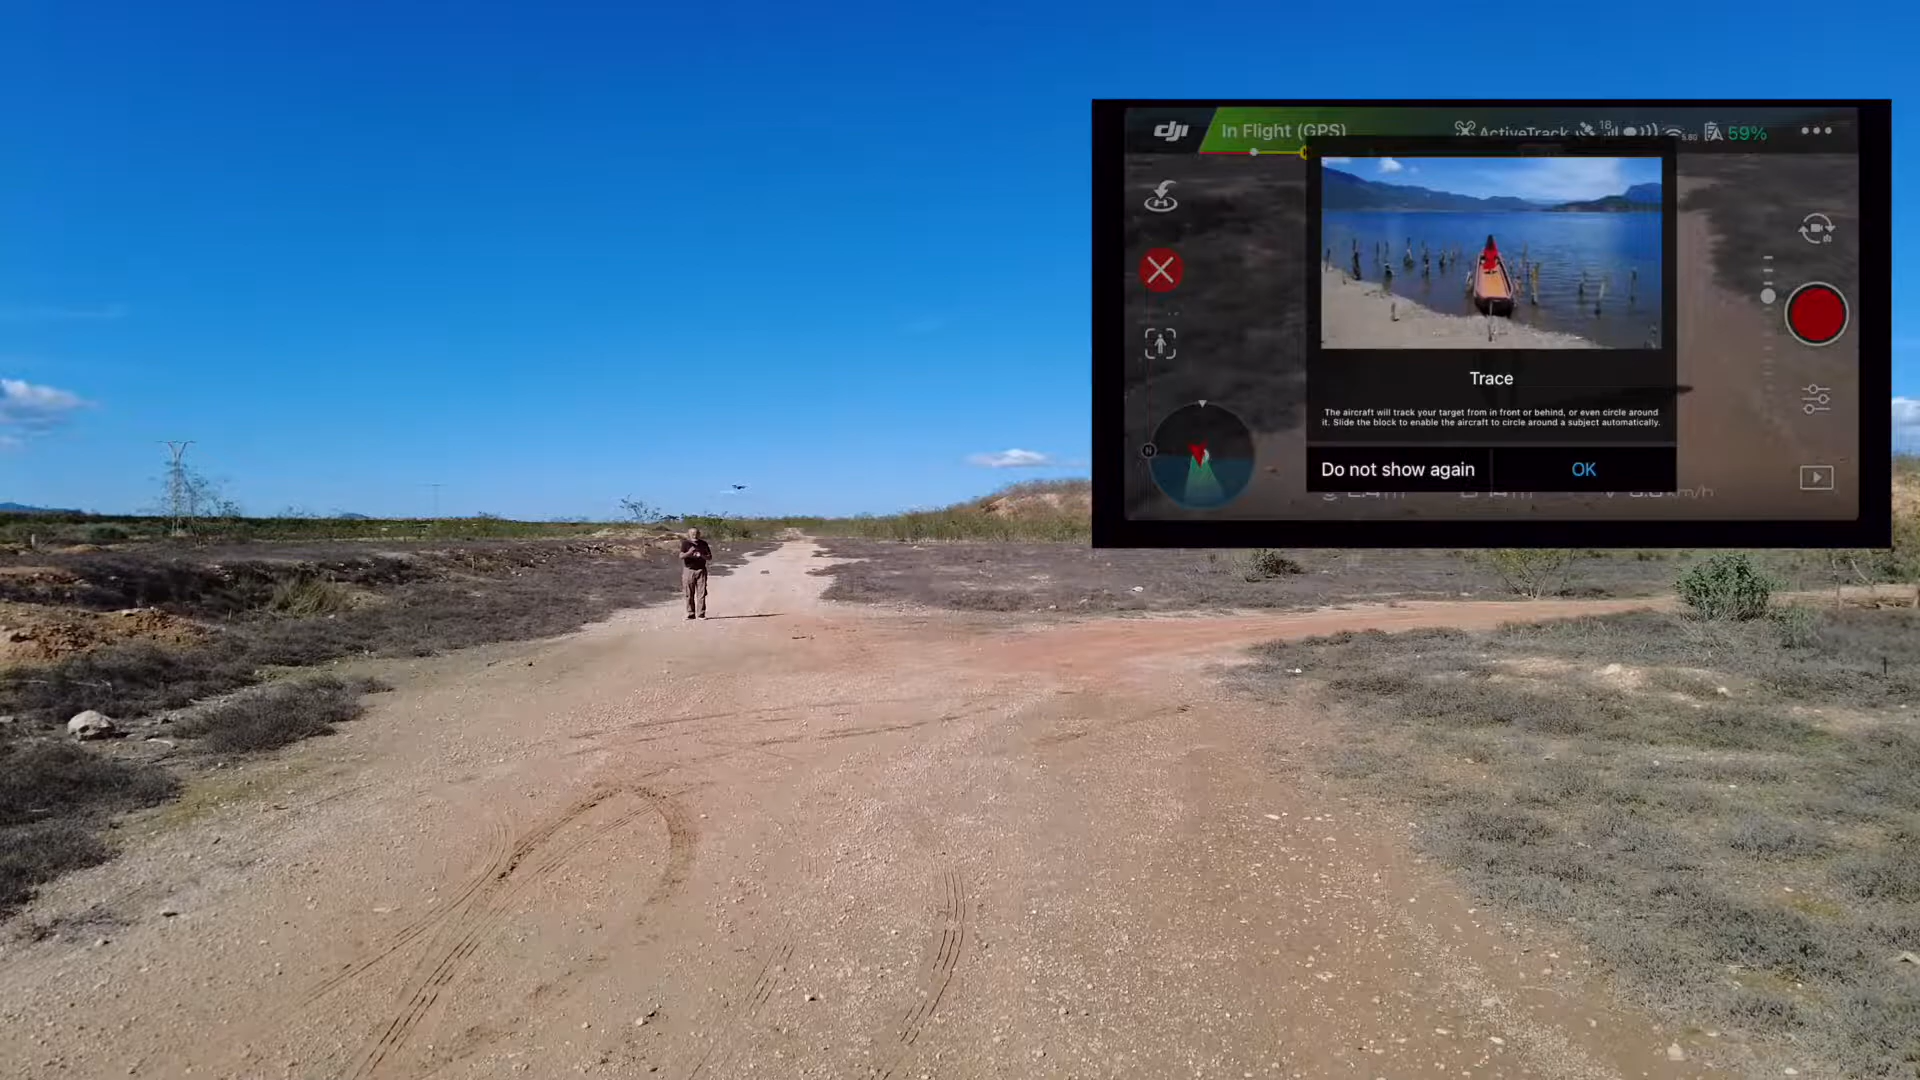 dji In Flight (GPS) ActiveTrack 18 59%
Trace
The aircraft will track your target from in front or behind, or even circle around
it. Slide the block to enable the aircraft to circle around a subject automatically.
Do not show again OK
N